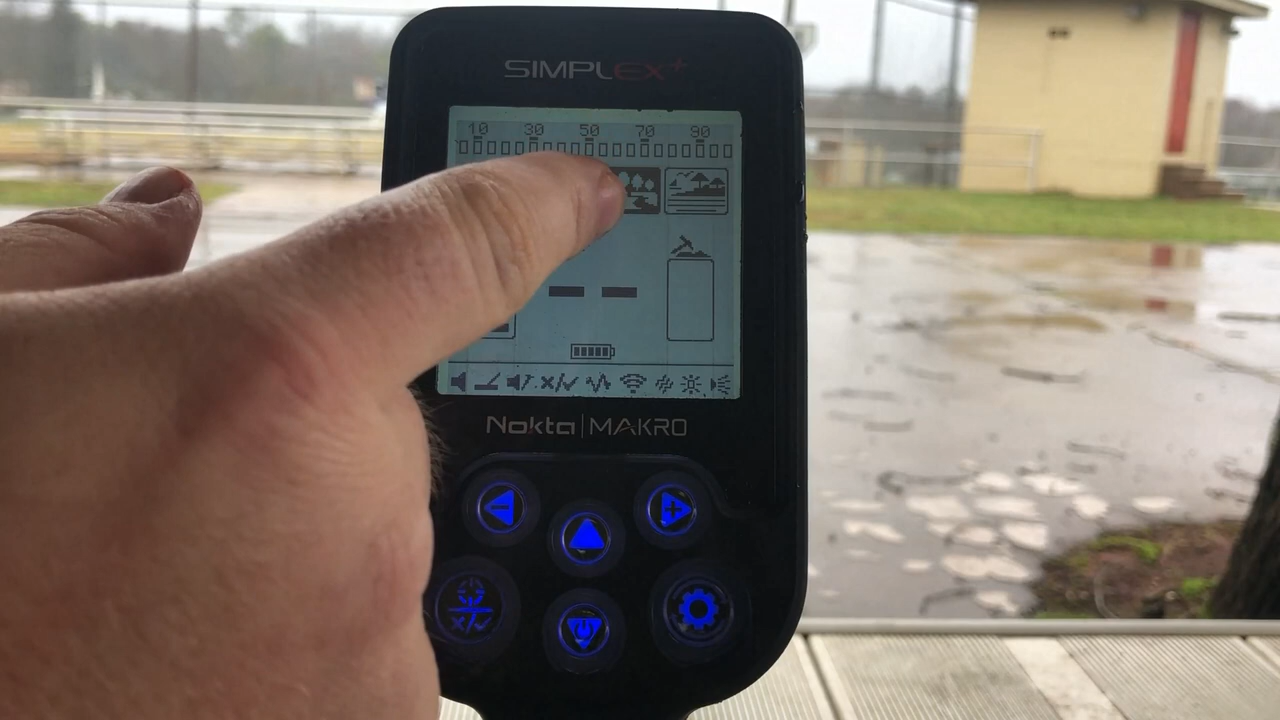 SIMPLEX+
10 30 50 70 90
-- 
x/✓
Nokta | MAKRO
- +
x/✓